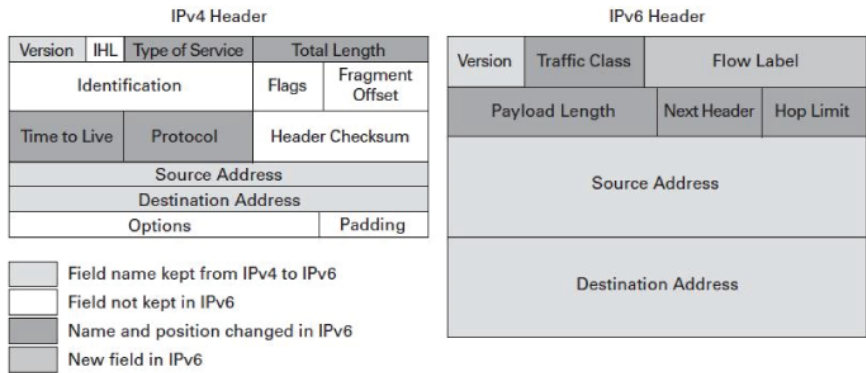 IPv4 Header
Version IHL Type of Service Total Length
Identification Flags Fragment
Offset
Time to Live Protocol Header Checksum
Source Address
Destination Address
Options Padding
Field name kept from IPv4 to IPv6
Field not kept in IPv6
Name and position changed in IPv6
New field in IPv6
IPv6 Header
Version Traffic Class Flow Label
Payload Length Next Header Hop Limit
Source Address
Destination Address